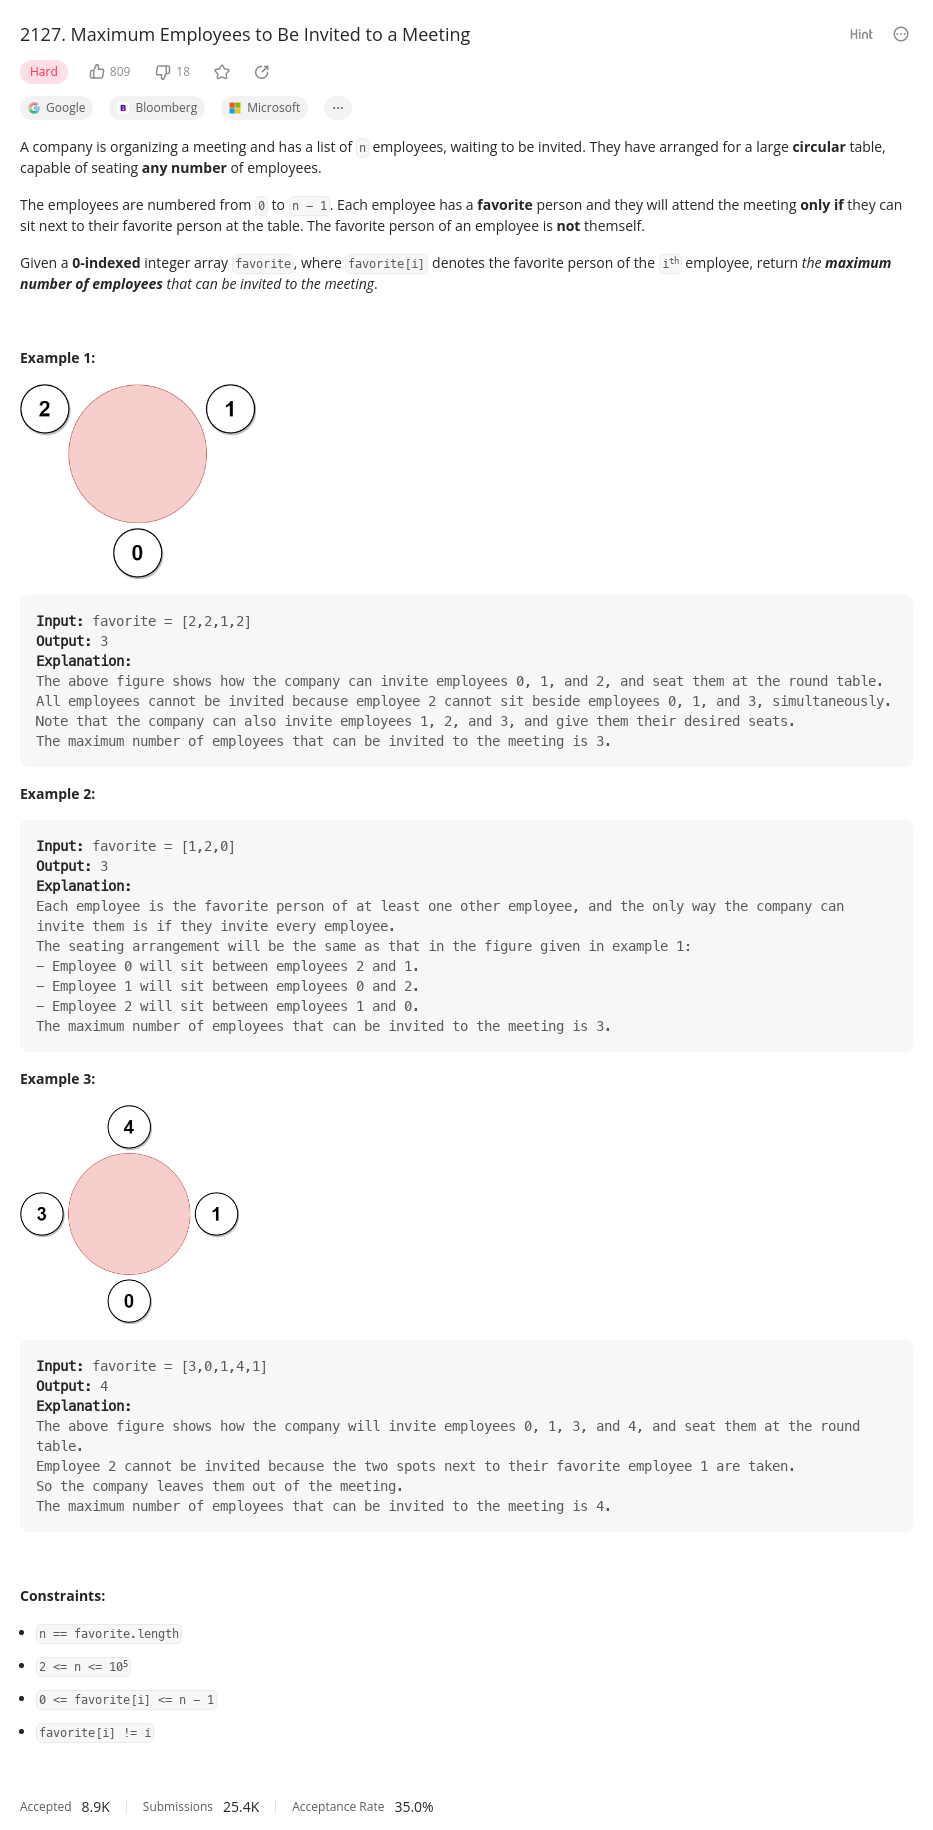 2127. Maximum Employees to Be Invited to a Meeting
Hint
Hard 809 18
Google B Bloomberg Microsoft ...
A company is organizing a meeting and has a list of n employees, waiting to be invited. They have arranged for a large circular table,
capable of seating any number of employees.
The employees are numbered from 0 to n - 1. Each employee has a favorite person and they will attend the meeting only if they can
sit next to their favorite person at the table. The favorite person of an employee is not themself.
Given a 0-indexed integer array favorite, where favorite[i] denotes the favorite person of the iᵗʰ employee, return the maximum
number of employees that can be invited to the meeting.
Example 1:
2 1
0
Input: favorite = [2,2,1,2]
Output: 3
Explanation:
The above figure shows how the company can invite employees 0, 1, and 2, and seat them at the round table.
All employees cannot be invited because employee 2 cannot sit beside employees 0, 1, and 3, simultaneously.
Note that the company can also invite employees 1, 2, and 3, and give them their desired seats.
The maximum number of employees that can be invited to the meeting is 3.
Example 2:
Input: favorite = [1,2,0]
Output: 3
Explanation:
Each employee is the favorite person of at least one other employee, and the only way the company can
invite them is if they invite every employee.
The seating arrangement will be the same as that in the figure given in example 1:
– Employee 0 will sit between employees 2 and 1.
– Employee 1 will sit between employees 0 and 2.
– Employee 2 will sit between employees 1 and 0.
The maximum number of employees that can be invited to the meeting is 3.
Example 3:
4
3 1
0
Input: favorite = [3,0,1,4,1]
Output: 4
Explanation:
The above figure shows how the company will invite employees 0, 1, 3, and 4, and seat them at the round
table.
Employee 2 cannot be invited because the two spots next to their favorite employee 1 are taken.
So the company leaves them out of the meeting.
The maximum number of employees that can be invited to the meeting is 4.
Constraints:
• n == favorite.length
• 2 <= n <= 10⁵
• 0 <= favorite[i] <= n – 1
• favorite[i] != i
Accepted 8.9K Submissions 25.4K Acceptance Rate 35.0%